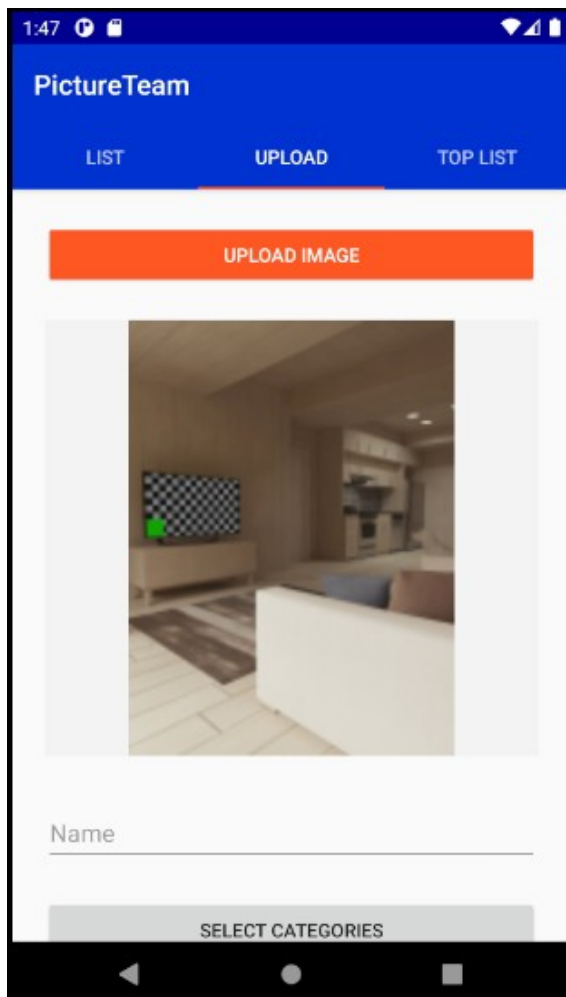 1:47
PictureTeam
LIST UPLOAD TOP LIST
UPLOAD IMAGE
Name
SELECT CATEGORIES